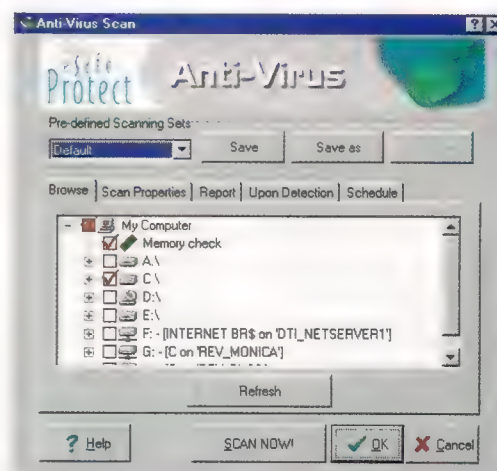 Anti-Virus Scan
Protect
Anti-Virus
Pre-defined Scanning Sets
Default
Save
Save as
Browse
Scan Properties
Report
Upon Detection
Schedule
My Computer
Memory check
A:\
C:\
D:\
E:\
F: - [INTERNET BR$ on 'DTI_NETSERVER1']
G: - [C on 'REV_MONICA']
Refresh
? Help
SCAN NOW!
OK
Cancel